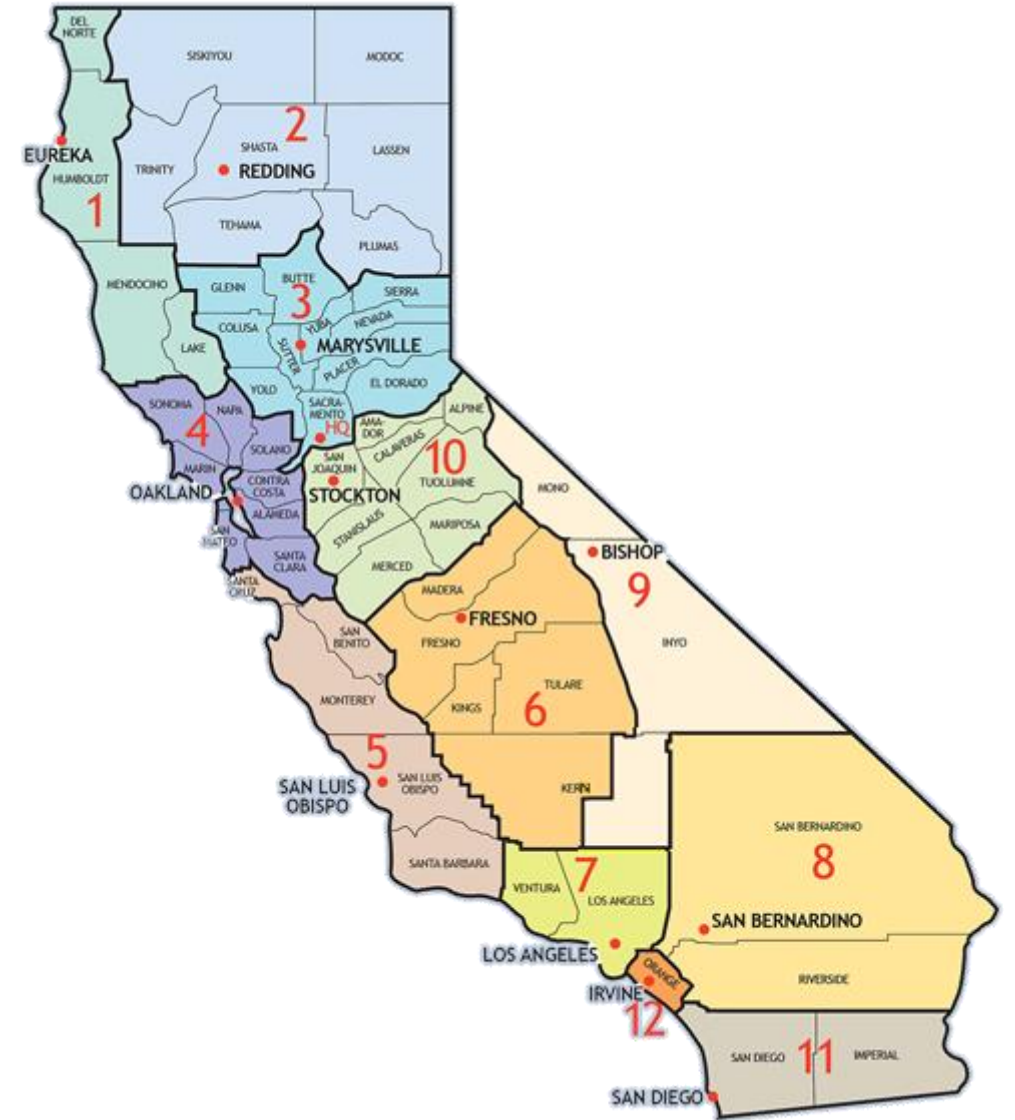 DEL
NORTE
SISKIYOU
MODOC
2
SHASTA
LASSEN
EUREKA
TRINITY
REDDING
HUMBOLDT
1
TEHAMA
PLUMAS
MENDOCINO
GLENN
BUTTE
SIERRA
3
COLUSA
YUBA
NEVADA
LAKE
SUTTER
MARYSVILLE
PLACER
YOLO
EL DORADO
SONOMA
NAPA
SACRA-
MENTO
HQ
AMA-
DOR
ALPINE
4
SOLANO
CALAVERAS
10
MARIN
SAN
JOAQUIN
TUOLUMNE
MONO
OAKLAND
CONTRA
COSTA
STOCKTON
ALAMEDA
STANISLAUS
MARIPOSA
SAN
MATEO
SANTA
CLARA
MERCED
BISHOP
9
SANTA
CRUZ
MADERA
FRESNO
SAN
BENITO
FRESNO
INYO
MONTEREY
KINGS
TULARE
6
5
SAN LUIS
OBISPO
SAN LUIS
OBISPO
KERN
SAN BERNARDINO
8
SANTA BARBARA
VENTURA
7
LOS ANGELES
SAN BERNARDINO
LOS ANGELES
ORANGE
RIVERSIDE
IRVINE
12
SAN DIEGO
11
IMPERIAL
SAN DIEGO